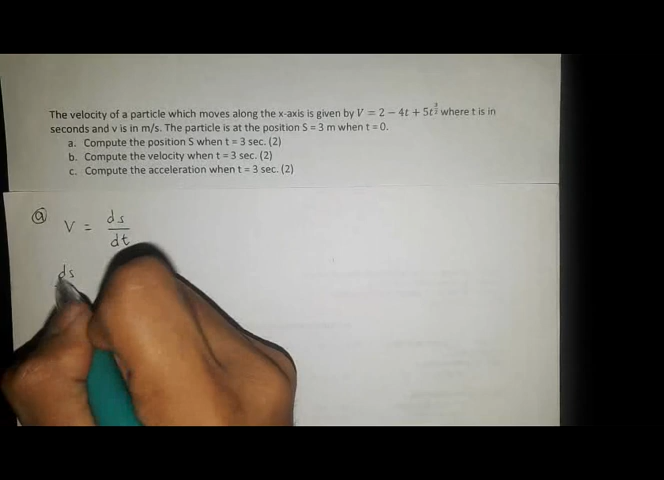 The velocity of a particle which moves along the x-axis is given by V = 2 − 4t + 5t^{3/2} where t is in
seconds and v is in m/s. The particle is at the position S = 3 m when t = 0.
a. Compute the position S when t = 3 sec. (2)
b. Compute the velocity when t = 3 sec. (2)
c. Compute the acceleration when t = 3 sec. (2)
ⓐ V = ds/dt
ds